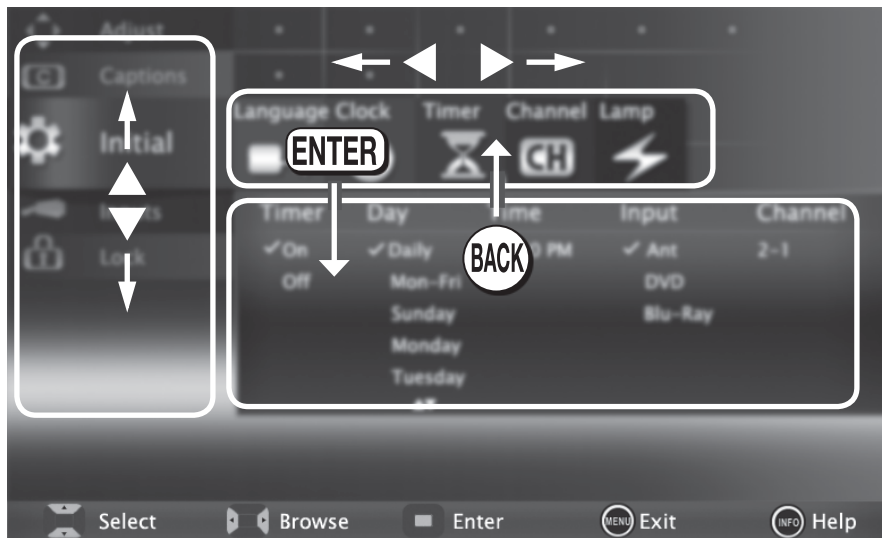 Adjust
Captions
Language Clock Timer Channel Lamp
Initial
ENTER
CH
Inputs
Timer Day Time Input Channel
Lock
On Daily PM Ant 2-1
BACK
Off Mon-Fri DVD
Sunday Blu-Ray
Monday
Tuesday
Select Browse Enter MENU Exit INFO Help